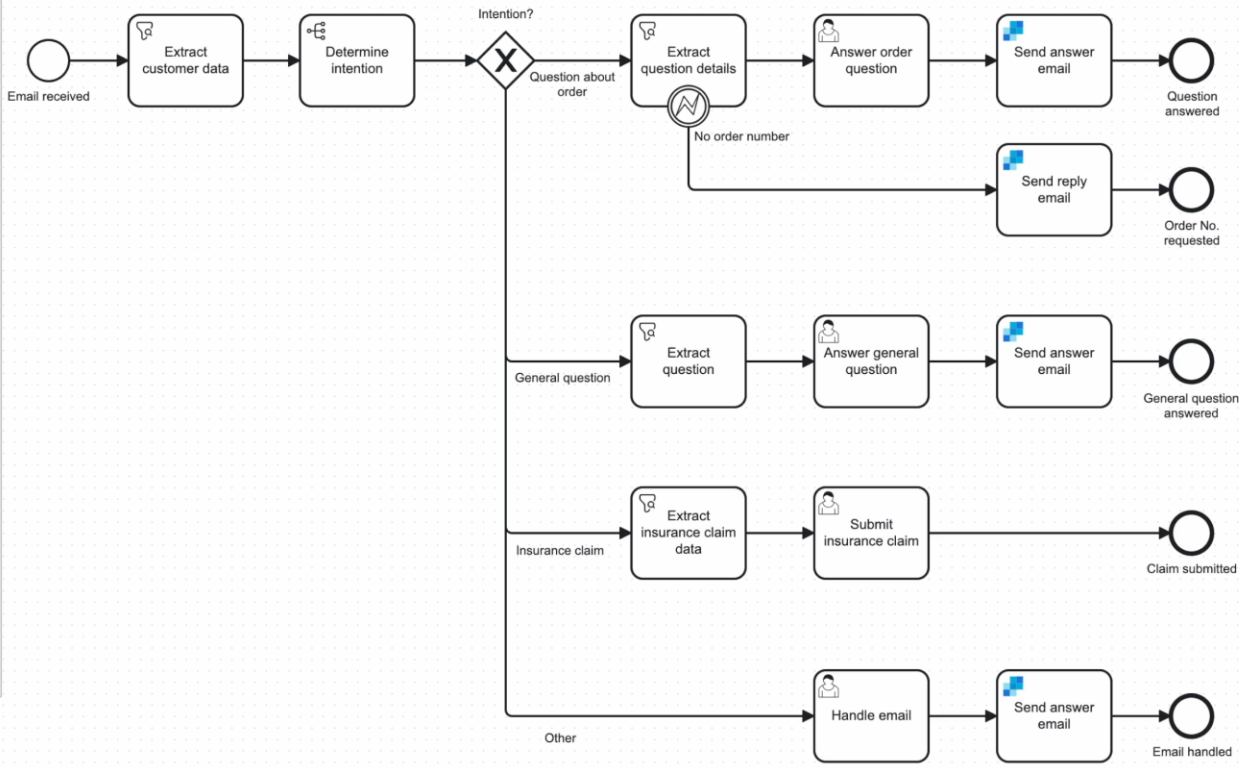 Intention?
Extract
customer data
Determine
intention
Extract
question details
Answer order
question
Send answer
email
Email received
Question about
order
Question
answered
No order number
Send reply
email
Order No.
requested
Extract
question
Answer general
question
Send answer
email
General question
General question
answered
Extract
insurance claim
data
Submit
insurance claim
Insurance claim
Claim submitted
Handle email
Send answer
email
Other
Email handled